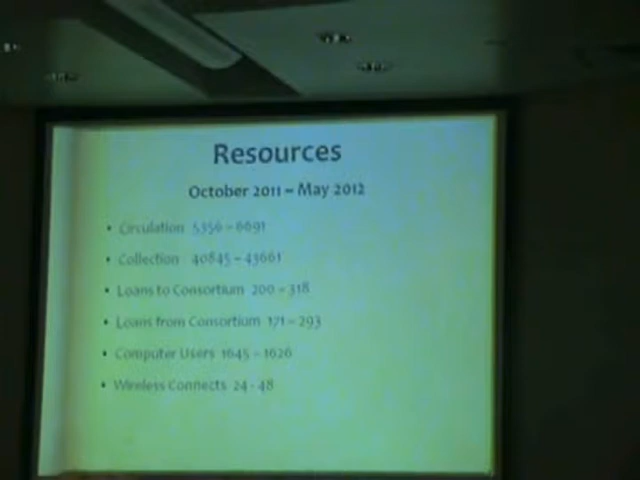 Resources
October 2011 – May 2012
• Circulation 5356 – 6691
• Collection 40845 – 43661
• Loans to Consortium 200 – 318
• Loans from Consortium 171 – 293
• Computer Users 1645 – 1626
• Wireless Connects 24 - 48